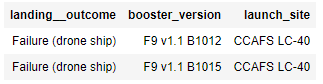 landing__outcome booster_version launch_site
Failure (drone ship) F9 v1.1 B1012 CCAFS LC-40
Failure (drone ship) F9 v1.1 B1015 CCAFS LC-40